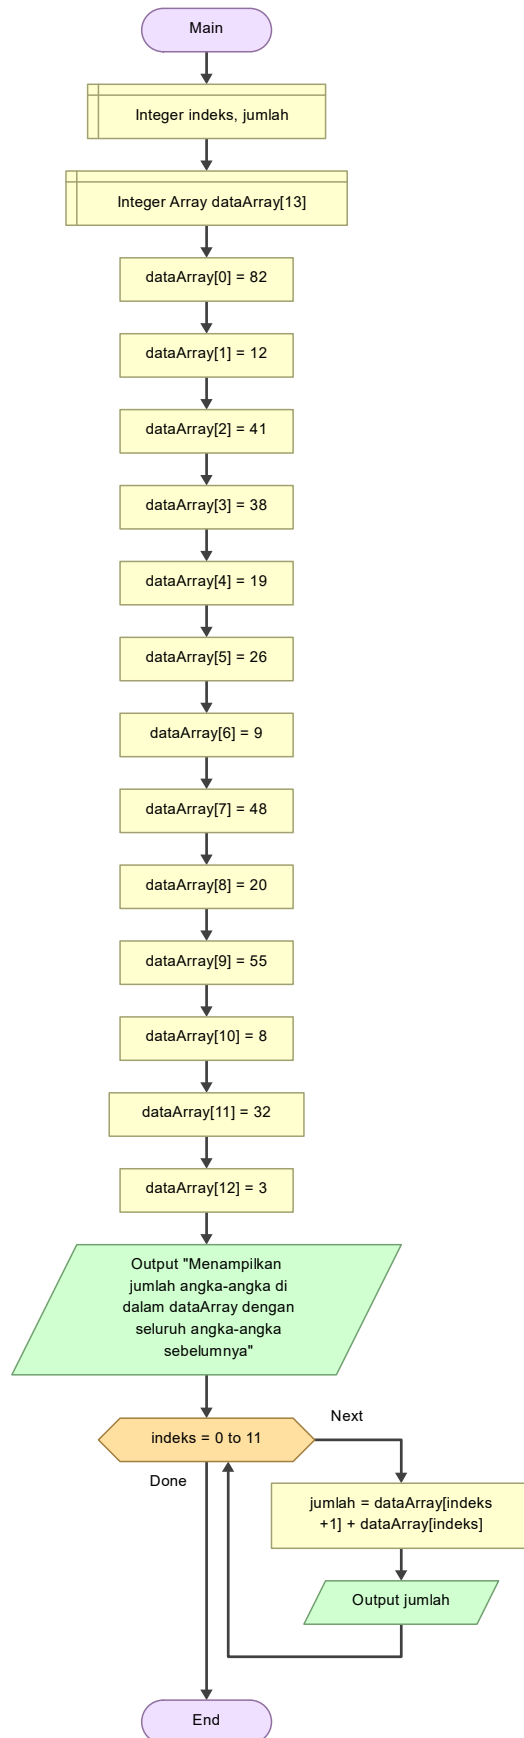 Main
Integer indeks, jumlah
Integer Array dataArray[13]
dataArray[0] = 82
dataArray[1] = 12
dataArray[2] = 41
dataArray[3] = 38
dataArray[4] = 19
dataArray[5] = 26
dataArray[6] = 9
dataArray[7] = 48
dataArray[8] = 20
dataArray[9] = 55
dataArray[10] = 8
dataArray[11] = 32
dataArray[12] = 3
Output "Menampilkan
jumlah angka-angka di
dalam dataArray dengan
seluruh angka-angka
sebelumnya"
Next
indeks = 0 to 11
Done
jumlah = dataArray[indeks
+1] + dataArray[indeks]
Output jumlah
End